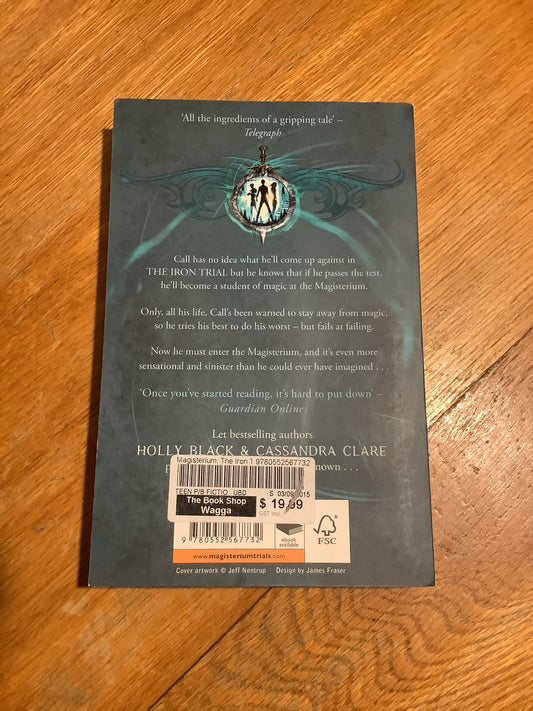 'All the ingredients of a gripping tale' –
Telegraph
Call has no idea what he'll come up against in
THE IRON TRIAL but he knows that if he passes the test,
he'll become a student of magic at the Magisterium.
Only, all his life, Call's been warned to stay away from magic,
so he tries his best to do his worst – but fails at failing.
Now he must enter the Magisterium, and it's even more
sensational and sinister than he could ever have imagined . . .
'Once you've started reading, it's hard to put down' –
Guardian Online
Let bestselling authors
HOLLY BLACK & CASSANDRA CLARE
nown . . .
Magisterium: The Iron 1 9780552567732
TEEN P/B FICTIO UBD
S 03/09 015
The Book Shop
Wagga
$ 19.99
GST incl.
9 780552 567732
ebook
available
FSC
www.magisteriumtrials.com
Cover artwork © Jeff Nentrup Design by James Fraser